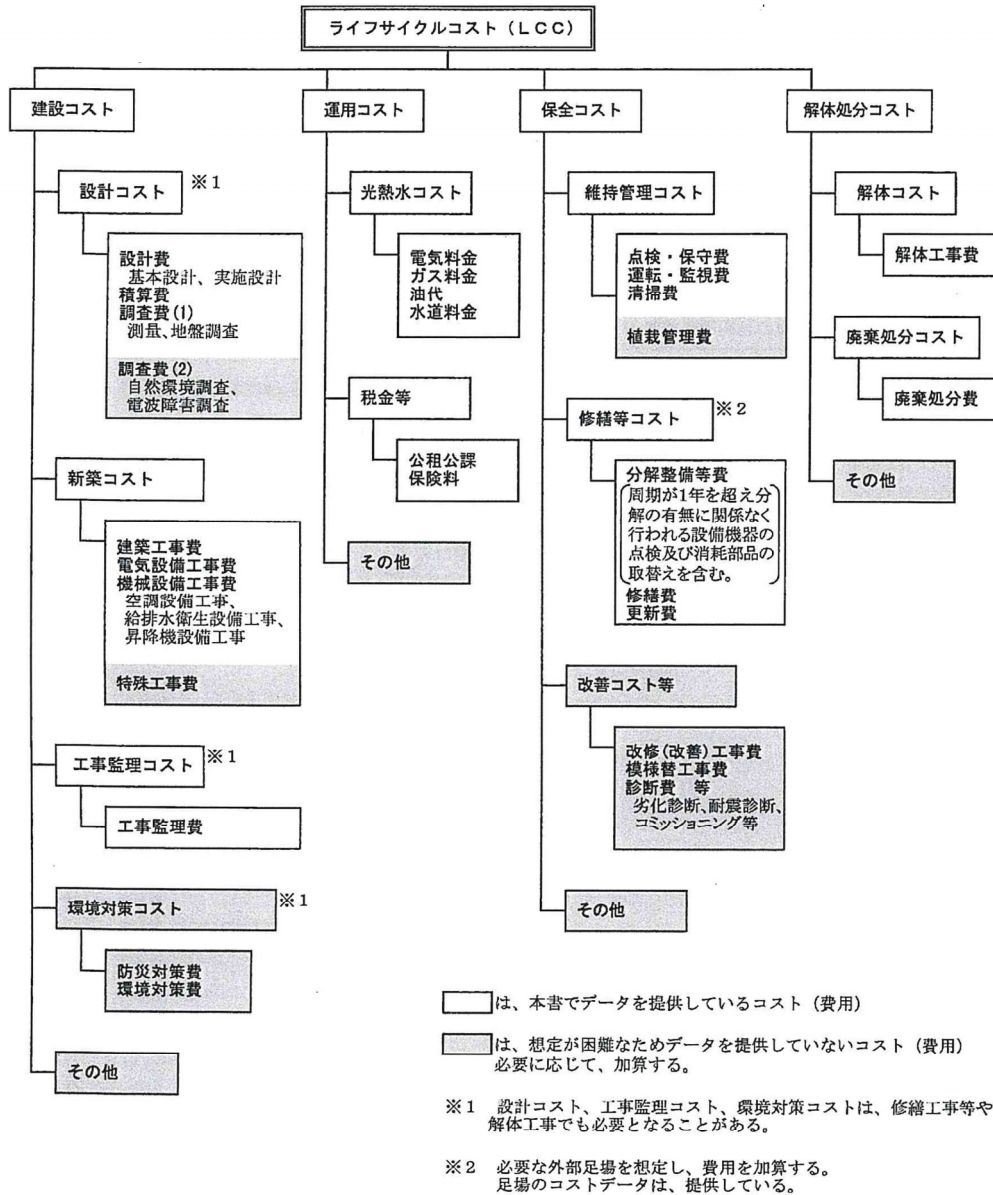 ライフサイクルコスト(LCC)
建設コスト
設計コスト
※1
設計費
基本設計、実施設計
積算費
調査費(1)
測量、地盤調査
調査費(2)
自然環境調査、
電波障害調査
新築コスト
建築工事費
電気設備工事費
機械設備工事費
空調設備工事、
給排水衛生設備工事、
昇降機設備工事
特殊工事費
工事監理コスト
※1
工事監理費
環境対策コスト
※1
防災対策費
環境対策費
その他
運用コスト
光熱水コスト
電気料金
ガス料金
油代
水道料金
税金等
公租公課
保険料
その他
保全コスト
維持管理コスト
点検・保守費
運転・監視費
清掃費
植栽管理費
修繕等コスト
※2
分解整備等費
周期が1年を超え分
解の有無に関係なく
行われる設備機器の
点検及び消耗部品の
取替えを含む。
修繕費
更新費
改善コスト等
改修(改善)工事費
模様替工事費
診断費 等
劣化診断、耐震診断、
コミッショニング等
その他
解体処分コスト
解体コスト
解体工事費
廃棄処分コスト
廃棄処分費
その他
は、本書でデータを提供しているコスト(費用)
は、想定が困難なためデータを提供していないコスト(費用)
必要に応じて、加算する。
※1 設計コスト、工事監理コスト、環境対策コストは、修繕工事等や
解体工事でも必要となることがある。
※2 必要な外部足場を想定し、費用を加算する。
足場のコストデータは、提供している。